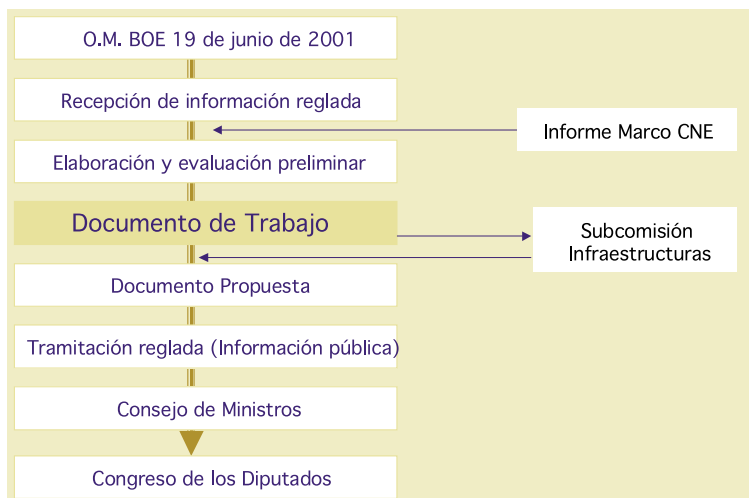 O.M. BOE 19 de junio de 2001
Recepción de información reglada
Informe Marco CNE
Elaboración y evaluación preliminar
Documento de Trabajo
Subcomisión
Infraestructuras
Documento Propuesta
Tramitación reglada (Información pública)
Consejo de Ministros
Congreso de los Diputados